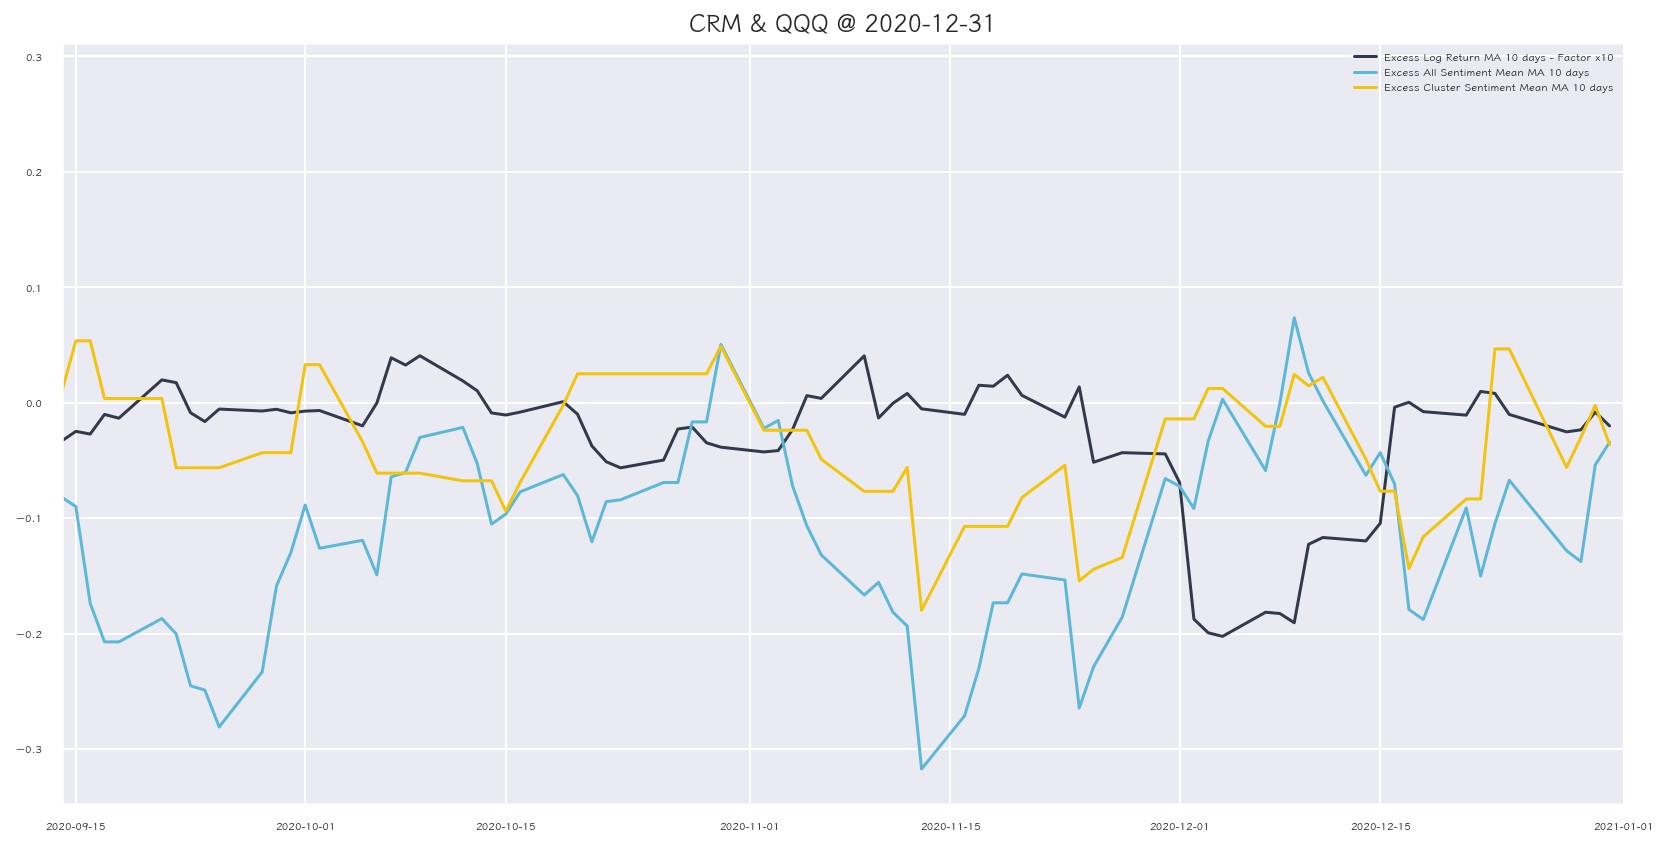 CRM & QQQ @ 2020-12-31
Excess Log Return MA 10 days - Factor x10
Excess All Sentiment Mean MA 10 days
Excess Cluster Sentiment Mean MA 10 days
0.3
0.2
0.1
0.0
−0.1
−0.2
−0.3
2020-09-15 2020-10-01 2020-10-15 2020-11-01 2020-11-15 2020-12-01 2020-12-15 2021-01-01